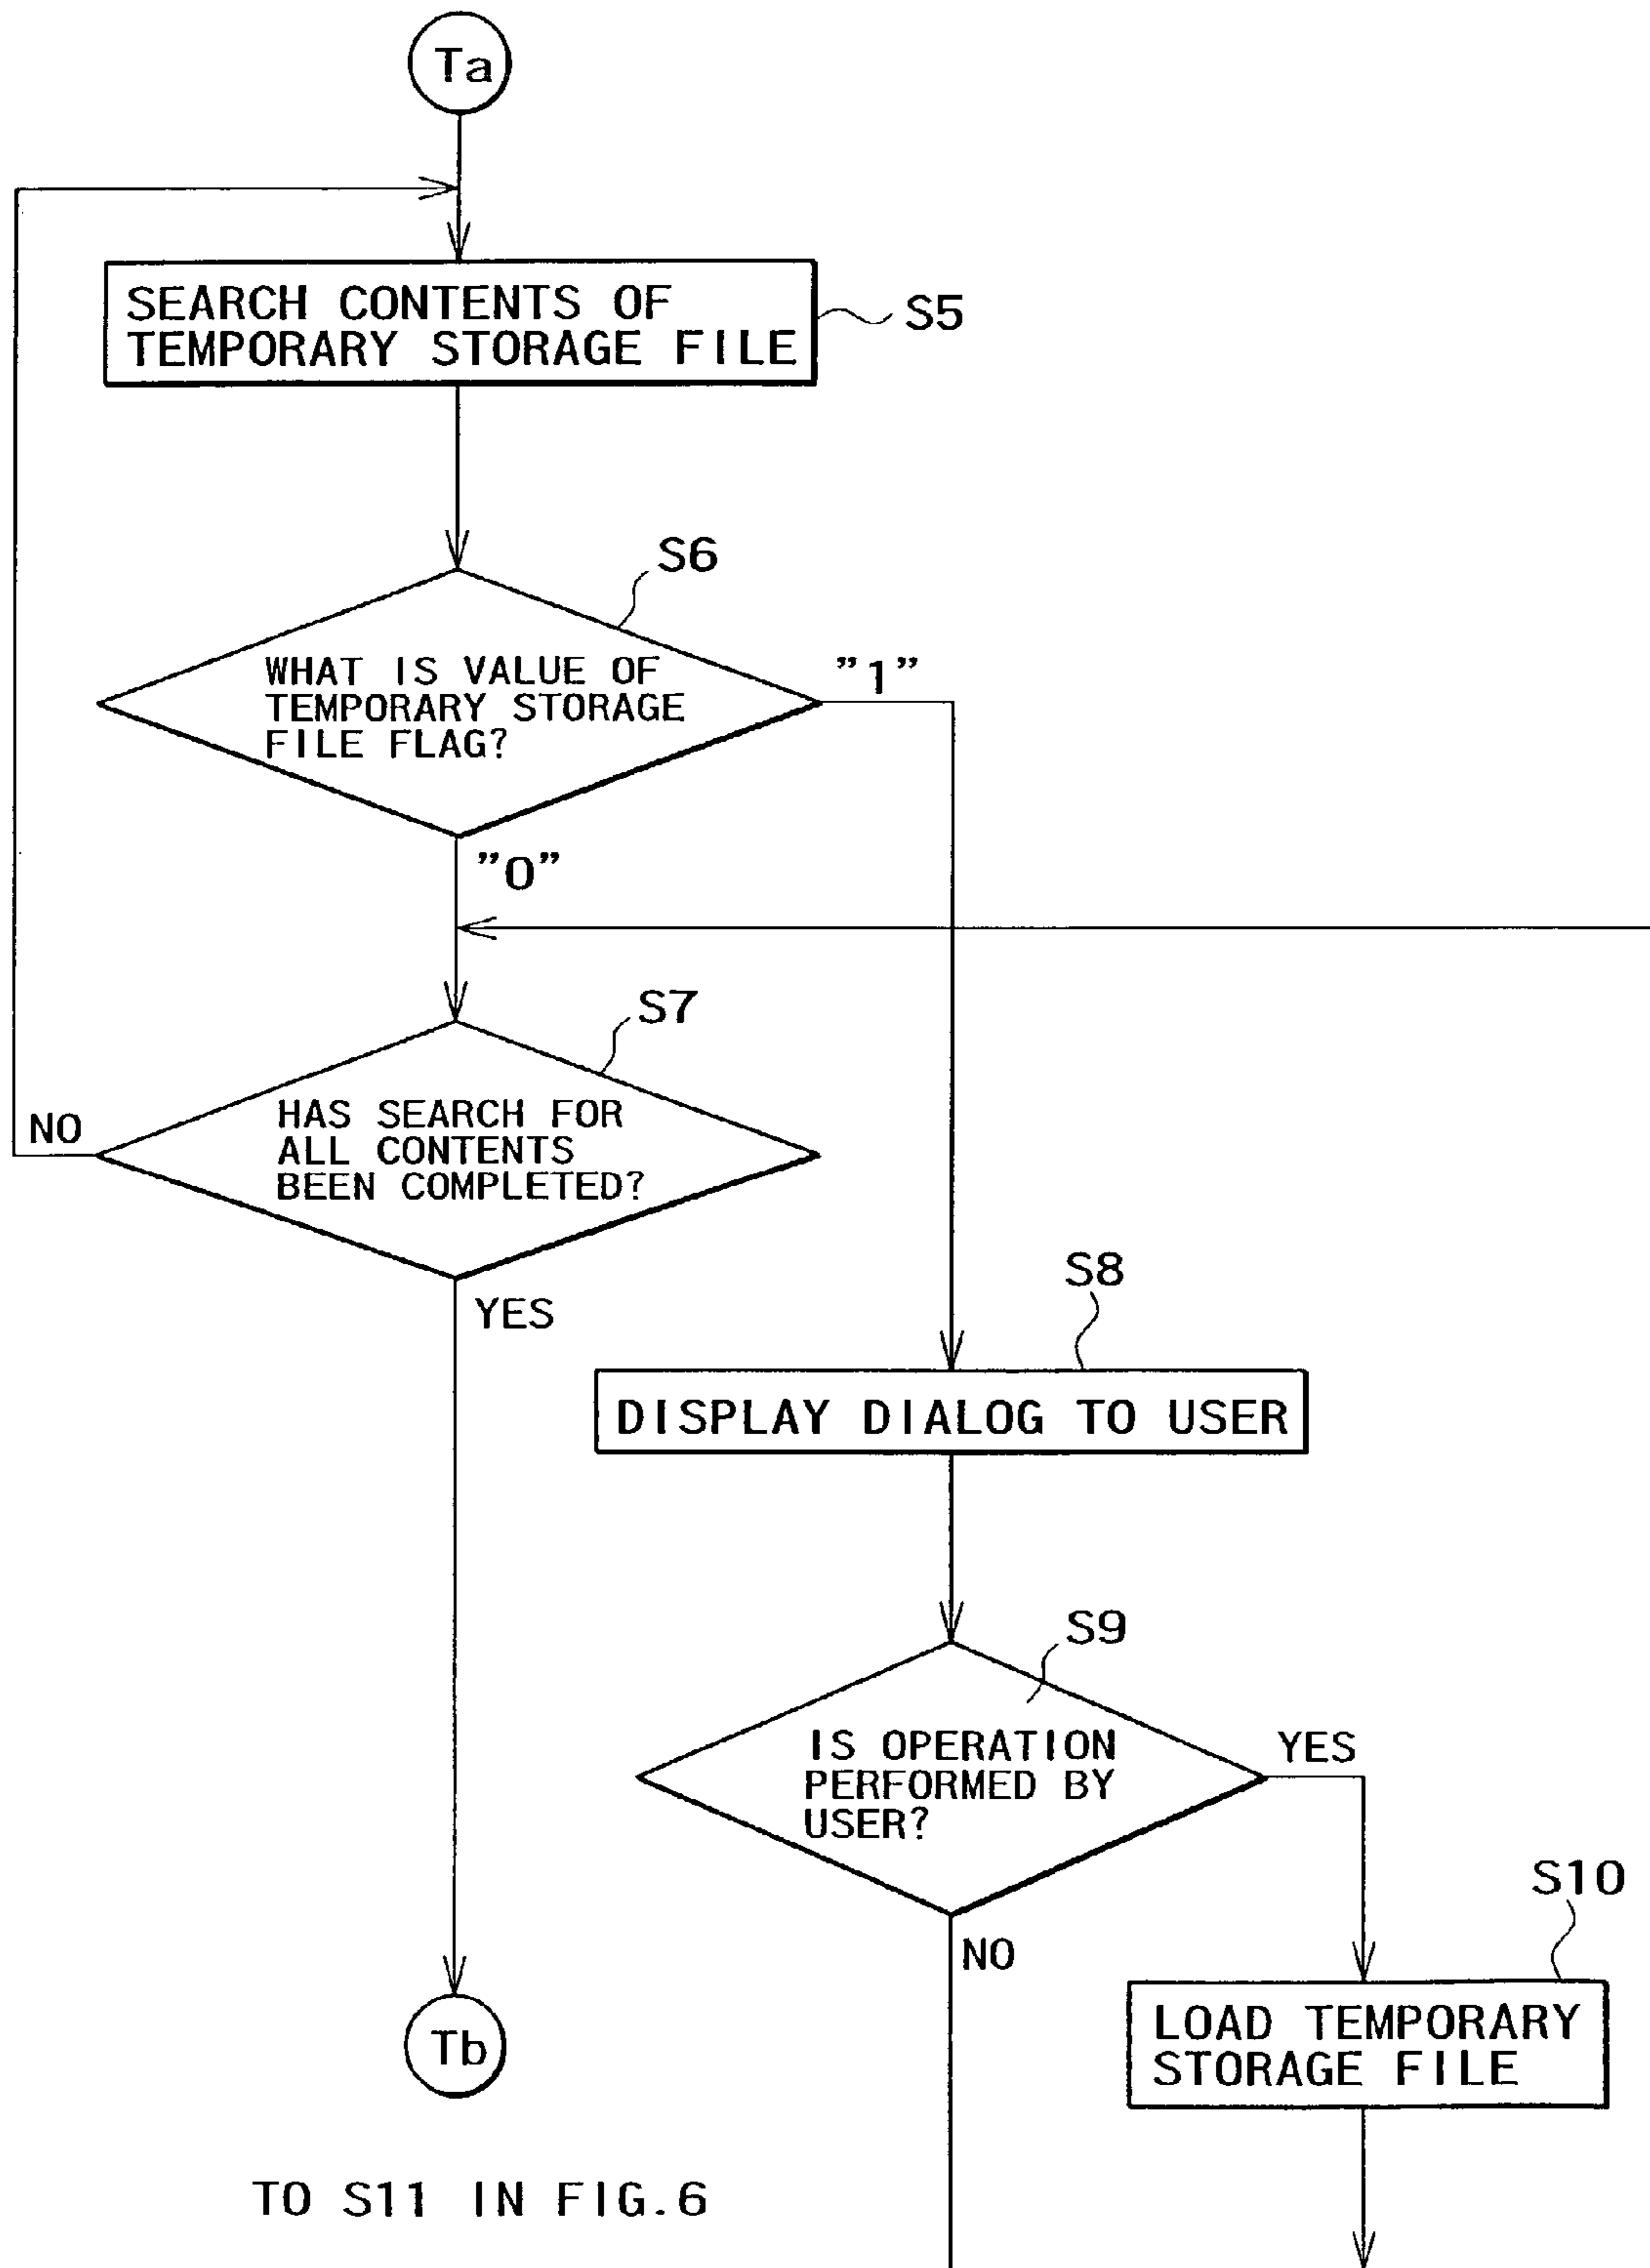 Ta
SEARCH CONTENTS OF
TEMPORARY STORAGE FILE
S5
S6
WHAT IS VALUE OF
TEMPORARY STORAGE
FILE FLAG?
"1"
"0"
S7
HAS SEARCH FOR
ALL CONTENTS
BEEN COMPLETED?
NO
YES
S8
DISPLAY DIALOG TO USER
S9
IS OPERATION
PERFORMED BY
USER?
YES
NO
S10
LOAD TEMPORARY
STORAGE FILE
Tb
TO S11 IN FIG.6